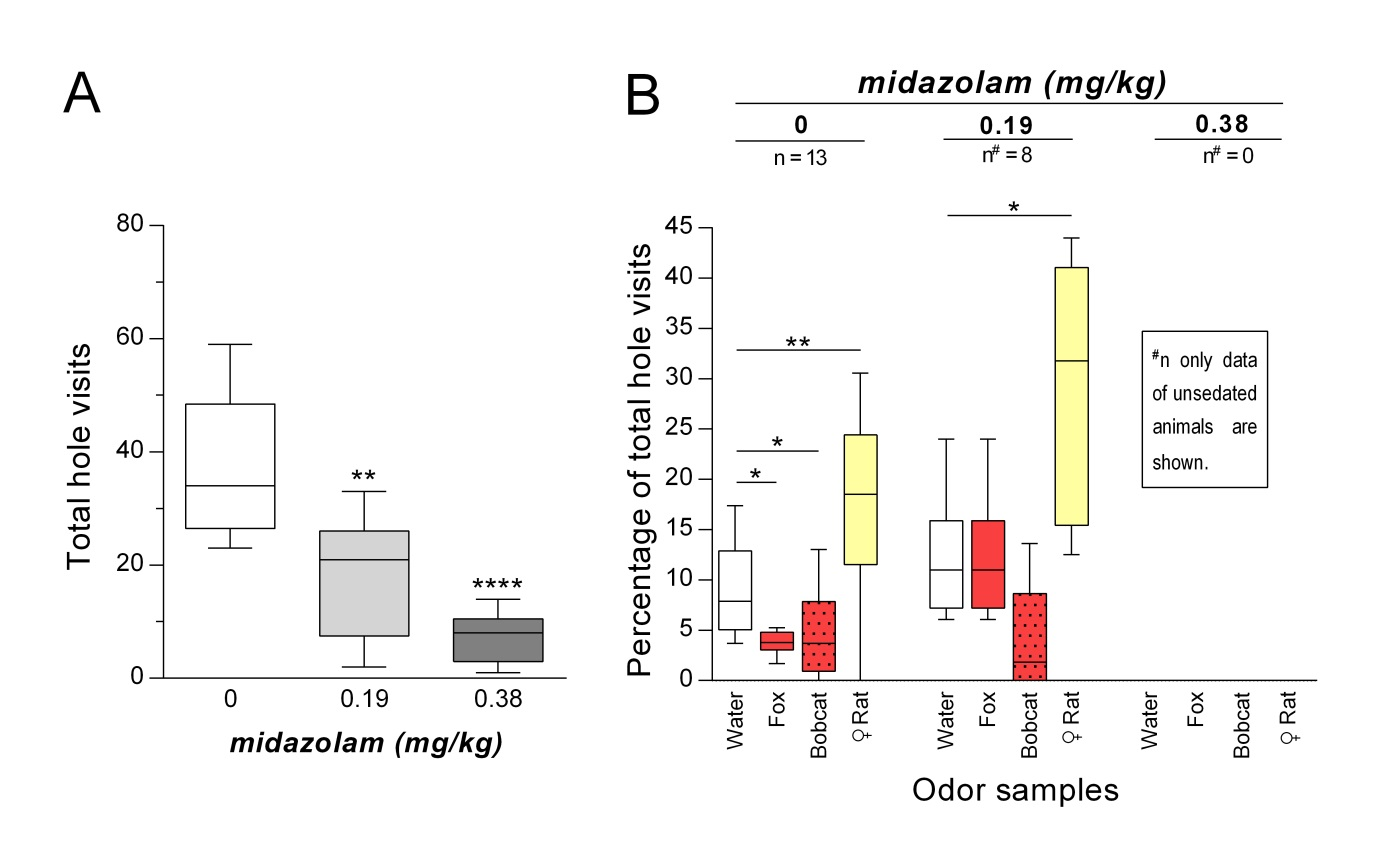 A
80
60
40
20
0
Total hole visits
**
****
0 0.19 0.38
midazolam (mg/kg)
B
midazolam (mg/kg)
0 0.19 0.38
n = 13 n# = 8 n# = 0
45
40
35
30
25
20
15
10
5
0
Percentage of total hole visits
*
**
*
*
#n only data
of unsedated
animals are
shown.
Water Fox Bobcat ♀ Rat Water Fox Bobcat ♀ Rat Water Fox Bobcat ♀ Rat
Odor samples